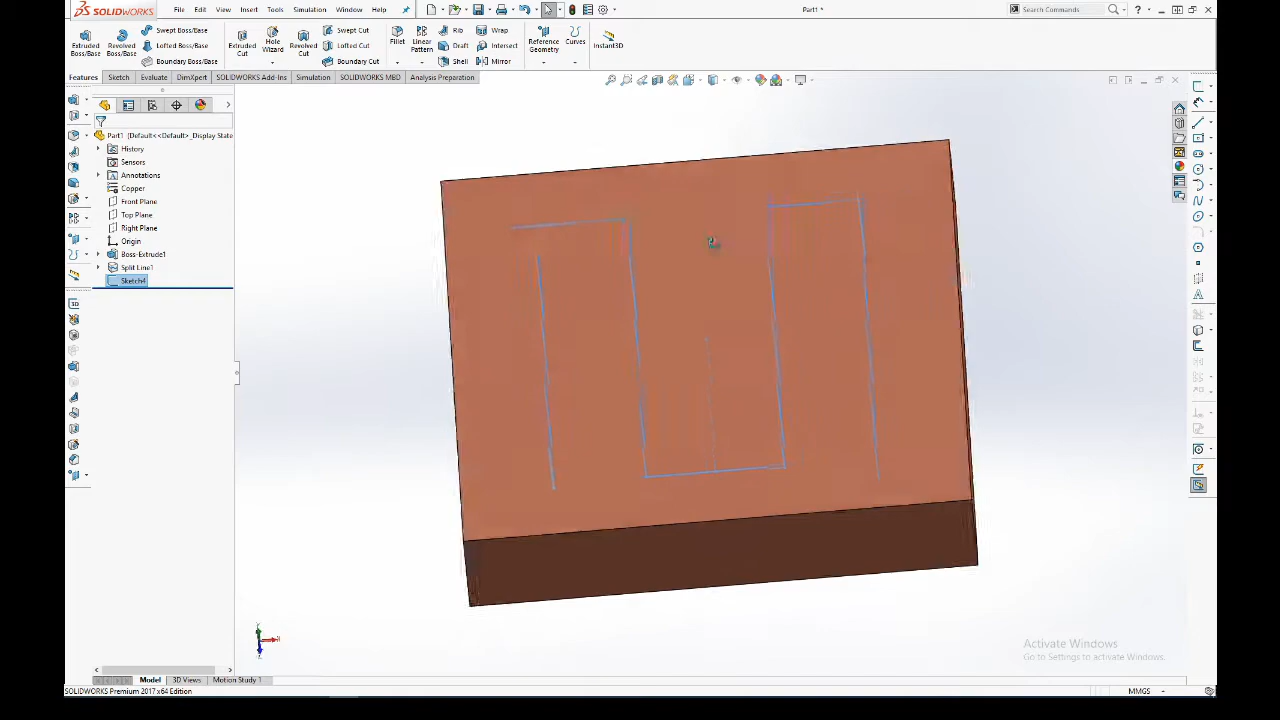 SOLIDWORKS File Edit View Insert Tools Simulation Window Help Part1 * Search Commands
Extruded Boss/Base
Revolved Boss/Base
Swept Boss/Base
Lofted Boss/Base
Boundary Boss/Base
Extruded Cut
Hole Wizard
Revolved Cut
Swept Cut
Lofted Cut
Boundary Cut
Fillet
Linear Pattern
Rib
Draft
Shell
Wrap
Intersect
Mirror
Reference Geometry
Curves
Instant3D
Features Sketch Evaluate DimXpert SOLIDWORKS Add-Ins Simulation SOLIDWORKS MBD Analysis Preparation
Part1 (Default<<Default>_Display State
History
Sensors
Annotations
Copper
Front Plane
Top Plane
Right Plane
Origin
Boss-Extrude1
Split Line1
Sketch4
Activate Windows
Go to Settings to activate Windows.
Model 3D Views Motion Study 1
SOLIDWORKS Premium 2017 x64 Edition MMGS